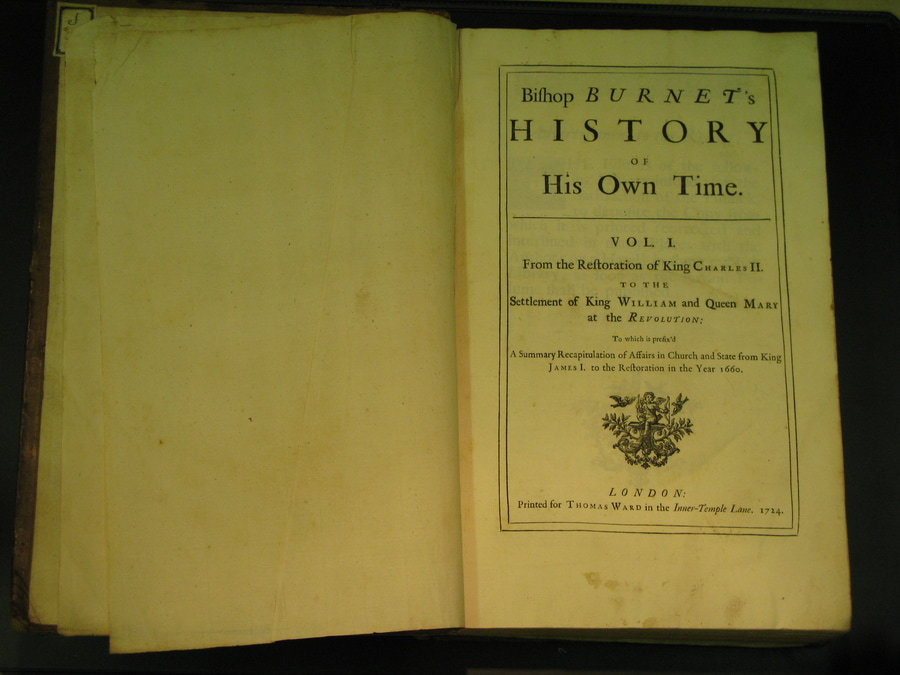 Biſhop BURNET's
HISTORY
OF
His Own Time.
VOL. I.
From the Reſtoration of King CHARLES II.
TO THE
Settlement of King WILLIAM and Queen MARY
at the REVOLUTION:
To which is prefix'd
A Summary Recapitulation of Affairs in Church and State from King
JAMES I. to the Reſtoration in the Year 1660.
LONDON:
Printed for THOMAS WARD in the Inner-Temple Lane. 1724.